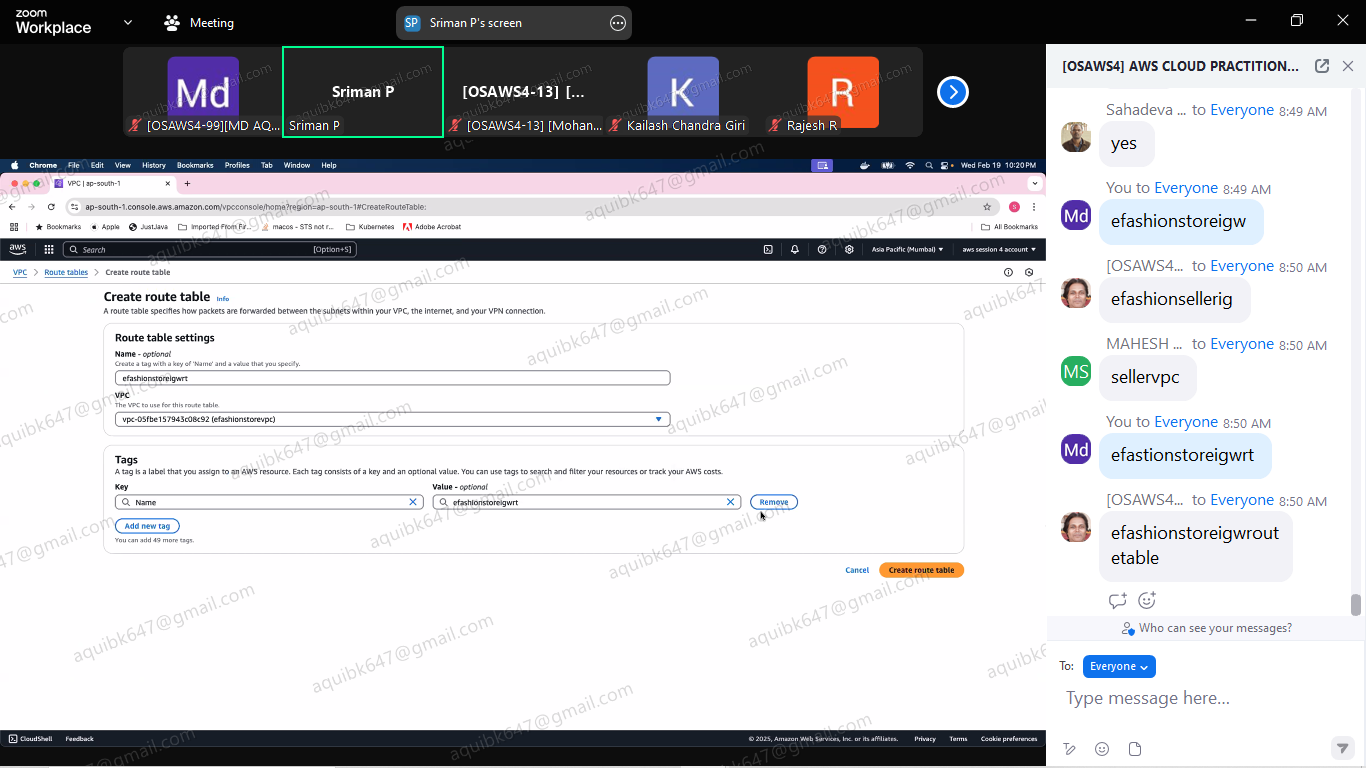 zoom
Workplace
Meeting
SP
Sriman P's screen
Md
Sriman P
[OSAWS4-13] [...
K
R
[OSAWS4-99][MD AQ...
Sriman P
[OSAWS4-13] [Mohan...
Kailash Chandra Giri
Rajesh R
Chrome File Edit View History Bookmarks Profiles Tab Window Help
Wed Feb 19 10:20 PM
VPC | ap-south-1
ap-south-1.console.aws.amazon.com/vpcconsole/home?region=ap-south-1#CreateRouteTable:
S
Bookmarks
Apple
JustJava
Imported From Fir...
macos - STS not r...
Kubernetes
Adobe Acrobat
All Bookmarks
aws
Search
[Option+S]
Asia Pacific (Mumbai)
aws session 4 account
VPC > Route tables > Create route table
Create route table Info
A route table specifies how packets are forwarded between the subnets within your VPC, the internet, and your VPN connection.
Route table settings
Name - optional
Create a tag with a key of 'Name' and a value that you specify.
efashionstoreigwrt
VPC
The VPC to use for this route table.
vpc-05fbe157943c08c92 (efashionstorevpc)
Tags
A tag is a label that you assign to an AWS resource. Each tag consists of a key and an optional value. You can use tags to search and filter your resources or track your AWS costs.
Key
Value - optional
Name
efashionstoreigwrt
Remove
Add new tag
You can add 49 more tags.
Cancel
Create route table
CloudShell
Feedback
© 2025, Amazon Web Services, Inc. or its affiliates.
Privacy
Terms
Cookie preferences
aquibk647@gmail.com
[OSAWS4] AWS CLOUD PRACTITION...
Sahadeva ... to Everyone 8:49 AM
yes
You to Everyone 8:49 AM
Md
efashionstoreigw
[OSAWS4... to Everyone 8:50 AM
efashionsellerig
MAHESH ... to Everyone 8:50 AM
MS
sellervpc
You to Everyone 8:50 AM
Md
efastionstoreigwrt
[OSAWS4... to Everyone 8:50 AM
efashionstoreigwrout
etable
Who can see your messages?
To: Everyone
Type message here...